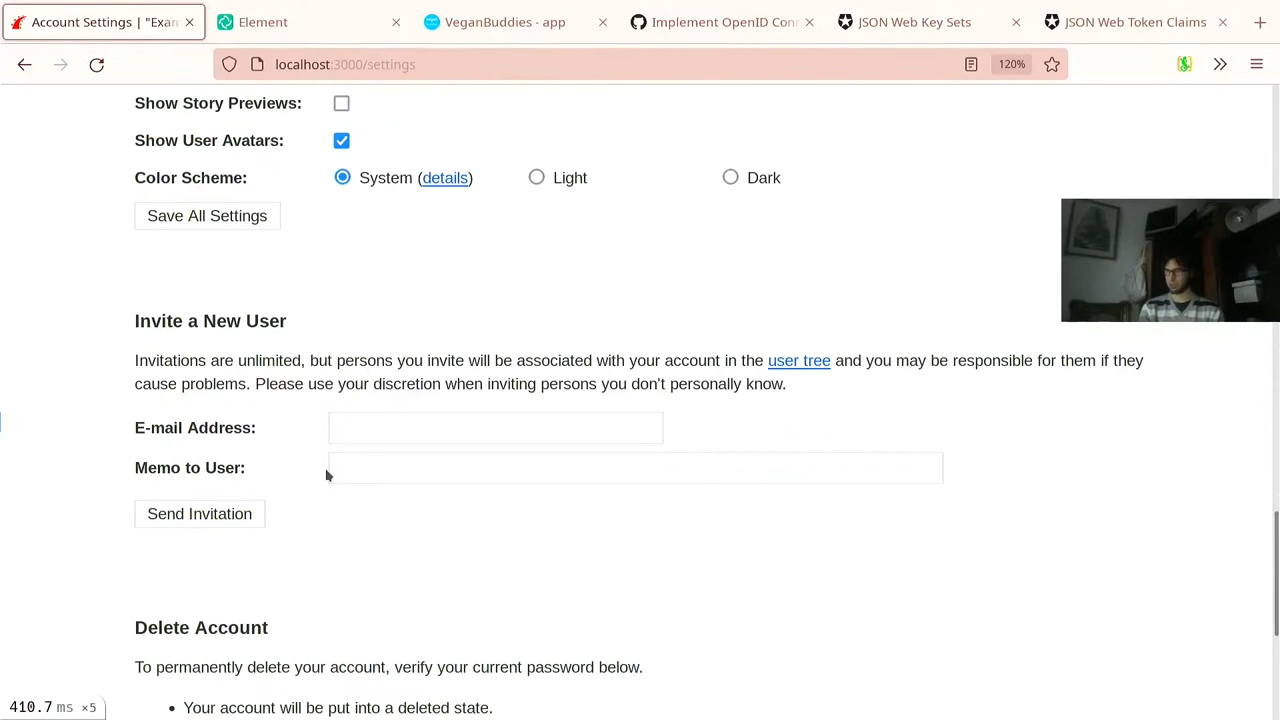 Account Settings | "Exam
Element
VeganBuddies - app
Implement OpenID Conn
JSON Web Key Sets
JSON Web Token Claims
localhost:3000/settings
120%
Show Story Previews:
Show User Avatars:
Color Scheme: System (details) Light Dark
Save All Settings
Invite a New User
Invitations are unlimited, but persons you invite will be associated with your account in the user tree and you may be responsible for them if they
cause problems. Please use your discretion when inviting persons you don't personally know.
E-mail Address:
Memo to User:
Send Invitation
Delete Account
To permanently delete your account, verify your current password below.
• Your account will be put into a deleted state.
410.7 ms ×5